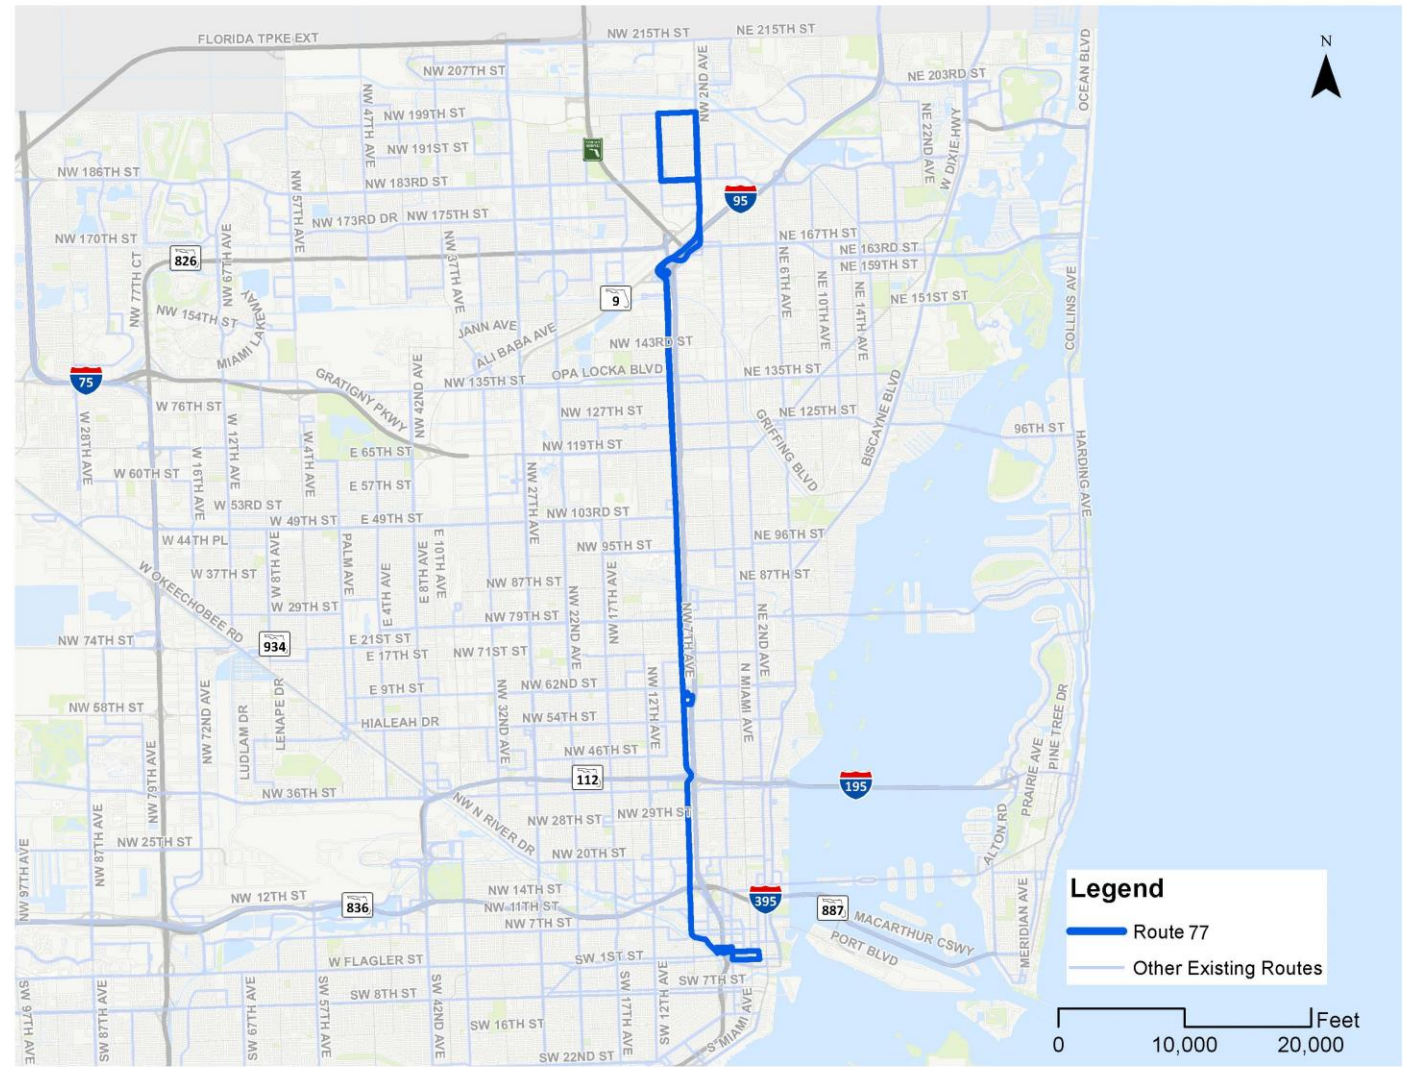 FLORIDA TPKE EXT
NW 215TH ST
NE 215TH ST
N
NW 207TH ST
NW 2ND AVE
NE 203RD ST
OCEAN BLVD
NW 47TH AVE
NW 199TH ST
NE 22ND AVE
W DIXIE HWY
NW 191ST ST
NW 186TH ST
NW 183RD ST
NW 57TH AVE
95
NW 173RD DR
NW 175TH ST
NW 170TH ST
NW 67TH AVE
NW 37TH AVE
NE 167TH ST
NE 163RD ST
NE 159TH ST
826
NW 77TH CT
NE 6TH AVE
NE 10TH AVE
NE 14TH AVE
NE 151ST ST
COLLINS AVE
9
NW 154TH ST
MIAMI LAKEWAY
JANN AVE
ALI BABA AVE
NW 143RD ST
75
GRATIGNY PKWY
NW 42ND AVE
NW 135TH ST
OPA LOCKA BLVD
NE 135TH ST
BISCAYNE BLVD
W 76TH ST
NW 127TH ST
NE 125TH ST
GRIFFING BLVD
96TH ST
HARDING AVE
W 28TH AVE
W 12TH AVE
W 4TH AVE
E 65TH ST
NW 119TH ST
W 60TH ST
W 16TH AVE
E 57TH ST
NW 27TH AVE
W 53RD ST
W 49TH ST
E 49TH ST
NW 103RD ST
W 44TH PL
W 8TH AVE
PALM AVE
E 4TH AVE
E 8TH AVE
E 10TH AVE
NW 95TH ST
NE 96TH ST
W OKEECHOBEE RD
W 37TH ST
NW 87TH ST
NE 87TH ST
W 29TH ST
NW 22ND AVE
NW 17TH AVE
NW 79TH ST
NW 7TH AVE
NE 2ND AVE
NW 74TH ST
934
E 21ST ST
E 17TH ST
NW 71ST ST
NW 12TH AVE
N MIAMI AVE
E 9TH ST
NW 62ND ST
NW 58TH ST
NW 72ND AVE
LUDLAM DR
LENAPE DR
HIALEAH DR
NW 32ND AVE
NW 54TH ST
PINE TREE DR
PRAIRIE AVE
NW 46TH ST
NW 79TH AVE
112
195
NW 36TH ST
NW N RIVER DR
NW 28TH ST
NW 29TH ST
ALTON RD
NW 97TH AVE
NW 87TH AVE
NW 25TH ST
NW 20TH ST
NW 12TH ST
836
NW 14TH ST
NW 11TH ST
NW 7TH ST
395
887
MACARTHUR CSWY
PORT BLVD
MERIDIAN AVE
Legend
Route 77
Other Existing Routes
W FLAGLER ST
SW 1ST ST
SW 97TH AVE
SW 87TH AVE
SW 67TH AVE
SW 57TH AVE
SW 42ND AVE
SW 8TH ST
SW 17TH AVE
SW 12TH AVE
SW 7TH ST
SW 16TH ST
S MIAMI AVE
SW 22ND ST
Feet
0 10,000 20,000